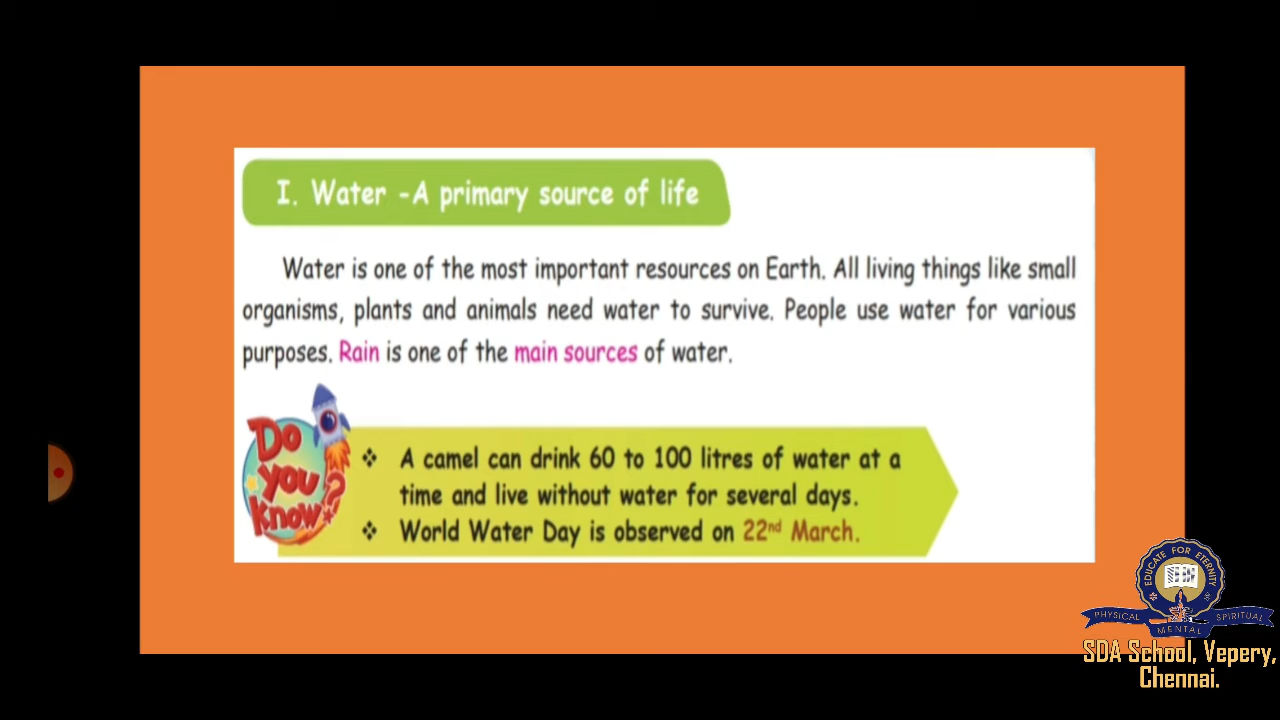 I. Water -A primary source of life
Water is one of the most important resources on Earth. All living things like small
organisms, plants and animals need water to survive. People use water for various
purposes. Rain is one of the main sources of water.
Do
you
know?
❖ A camel can drink 60 to 100 litres of water at a
time and live without water for several days.
❖ World Water Day is observed on 22nd March.
EDUCATE FOR ETERNITY
PHYSICAL MENTAL SPIRITUAL
SDA School, Vepery,
Chennai.